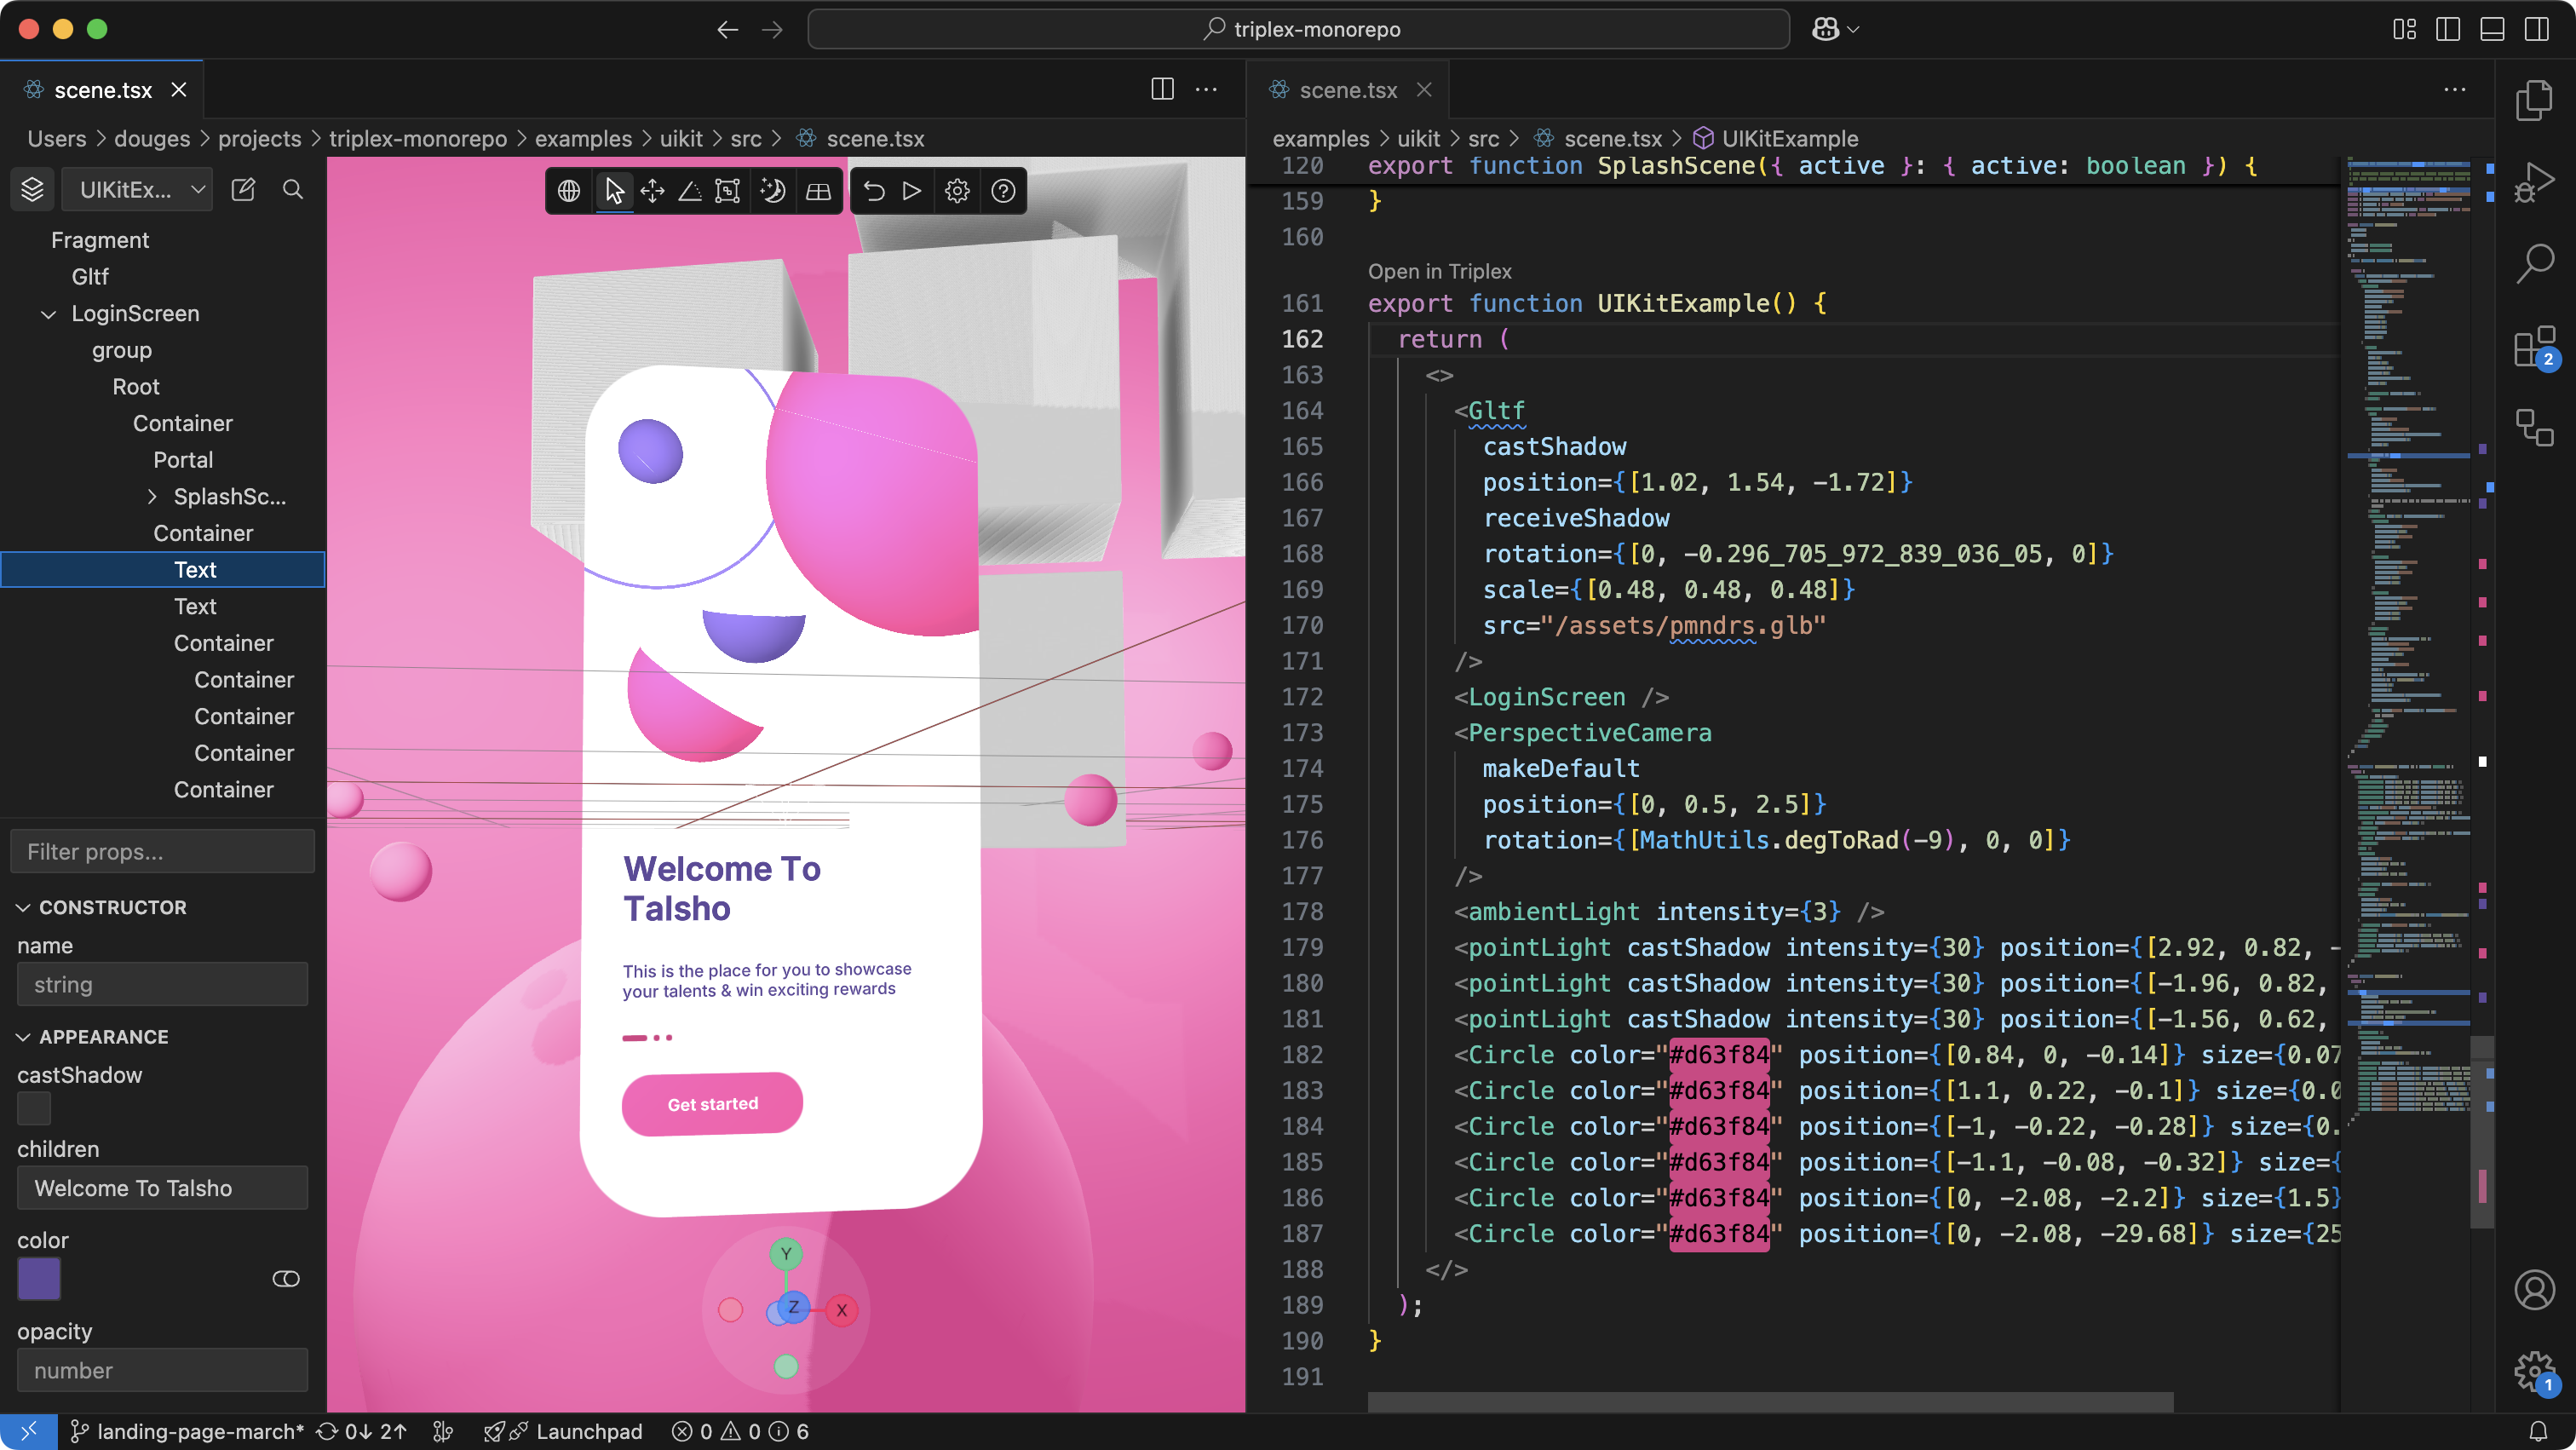 triplex-monorepo
scene.tsx
Users > douges > projects > triplex-monorepo > examples > uikit > src > scene.tsx
UIKitEx...
Fragment
Gltf
LoginScreen
group
Root
Container
Portal
SplashSc...
Container
Text
Text
Container
Container
Container
Container
Container
Filter props...
CONSTRUCTOR
name
string
APPEARANCE
castShadow
children
Welcome To Talsho
color
opacity
number
Welcome To
Talsho
This is the place for you to showcase
your talents & win exciting rewards
Get started
Y
Z
X
scene.tsx
examples > uikit > src > scene.tsx > UIKitExample
120 export function SplashScene({ active }: { active: boolean }) {
159 }
160
Open in Triplex
161 export function UIKitExample() {
162 return (
163 <>
164 <Gltf
165 castShadow
166 position={[1.02, 1.54, -1.72]}
167 receiveShadow
168 rotation={[0, -0.296_705_972_839_036_05, 0]}
169 scale={[0.48, 0.48, 0.48]}
170 src="/assets/pmndrs.glb"
171 />
172 <LoginScreen />
173 <PerspectiveCamera
174 makeDefault
175 position={[0, 0.5, 2.5]}
176 rotation={[MathUtils.degToRad(-9), 0, 0]}
177 />
178 <ambientLight intensity={3} />
179 <pointLight castShadow intensity={30} position={[2.92, 0.82, -
180 <pointLight castShadow intensity={30} position={[-1.96, 0.82,
181 <pointLight castShadow intensity={30} position={[-1.56, 0.62,
182 <Circle color="#d63f84" position={[0.84, 0, -0.14]} size={0.07
183 <Circle color="#d63f84" position={[1.1, 0.22, -0.1]} size={0.0
184 <Circle color="#d63f84" position={[-1, -0.22, -0.28]} size={0.
185 <Circle color="#d63f84" position={[-1.1, -0.08, -0.32]} size={
186 <Circle color="#d63f84" position={[0, -2.08, -2.2]} size={1.5}
187 <Circle color="#d63f84" position={[0, -2.08, -29.68]} size={25
188 </>
189 );
190 }
191
2
1
landing-page-march* 0↓ 2↑ Launchpad 0 0 6